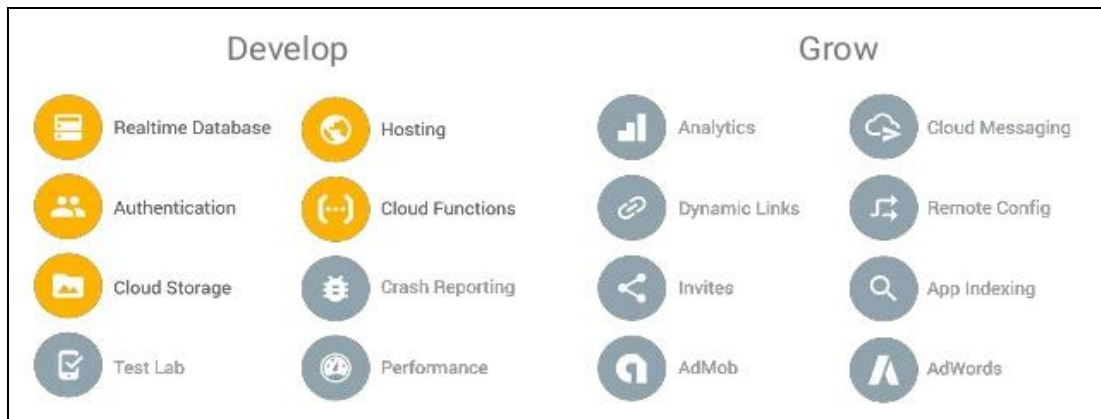 Develop
Grow
Realtime Database
Hosting
Analytics
Cloud Messaging
Authentication
Cloud Functions
Dynamic Links
Remote Config
Cloud Storage
Crash Reporting
Invites
App Indexing
Test Lab
Performance
AdMob
AdWords